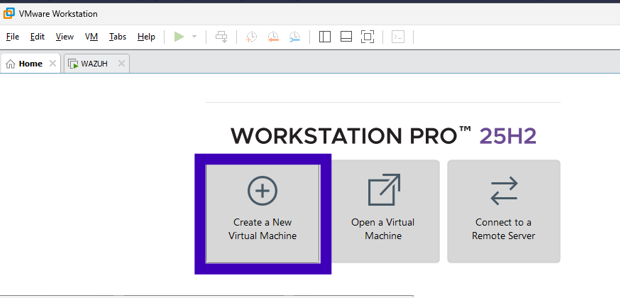 VMware Workstation
File Edit View VM Tabs Help
Home WAZUH
WORKSTATION PRO™ 25H2
Create a New
Virtual Machine
Open a Virtual
Machine
Connect to a
Remote Server